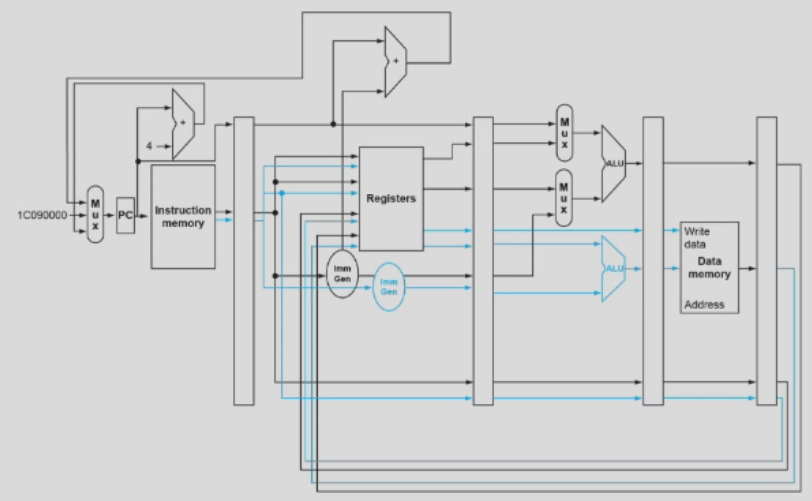 +
+
4
1C090000
M
u
x
PC
Instruction
memory
Registers
Imm
Gen
Imm
Gen
M
u
x
M
u
x
ALU
ALU
Write
data
Data
memory
Address